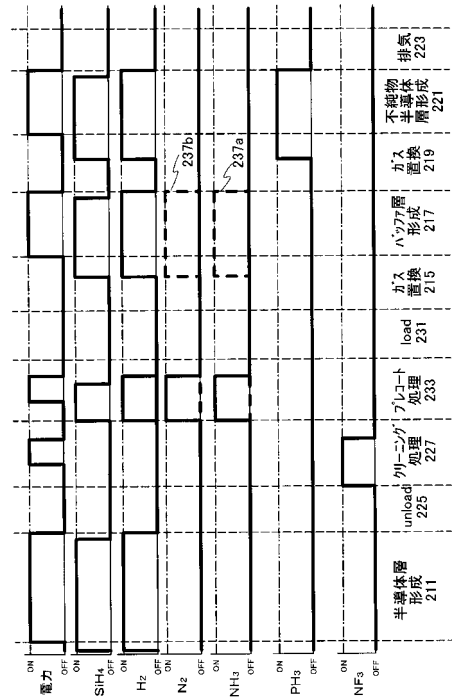 電力
ON
OFF
SiH4
ON
OFF
H2
ON
OFF
N2
ON
OFF
NH3
ON
OFF
PH3
ON
OFF
NF3
ON
OFF
237b
237a
半導体層
形成
211
unload
225
クリーニング
処理
227
プレコート
処理
233
load
231
ガス
置換
215
バッファ層
形成
217
ガス
置換
219
不純物
半導体
層形成
221
排気
223